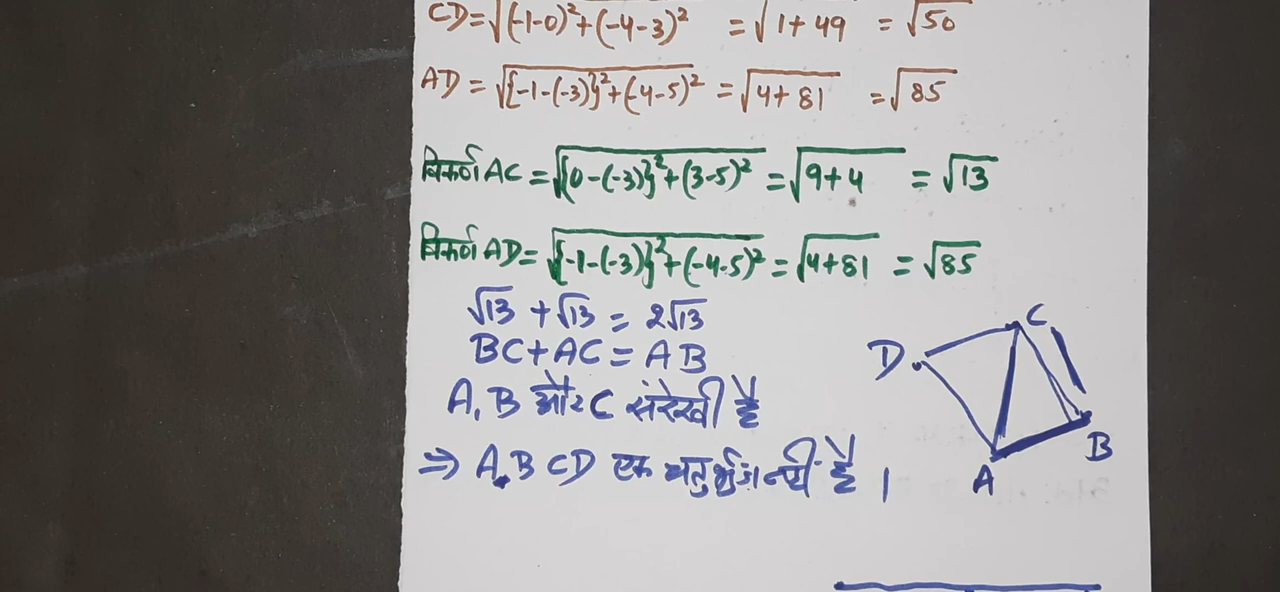 CD=√(-1-0)²+(-4-3)² =√1+49 =√50
AD=√{-1-(-3)}²+(-4-5)² =√4+81 =√85
विकर्ण AC=√{0-(-3)}²+(3-5)² =√9+4 =√13
विकर्ण AD=√{-1-(-3)}²+(-4-5)² =√4+81 =√85
√13 +√13 = 2√13
BC+AC=AB
A,B और C संरेखी है
⇒ A,BCD एक चतुर्भुज नही है।
C
D
B
A